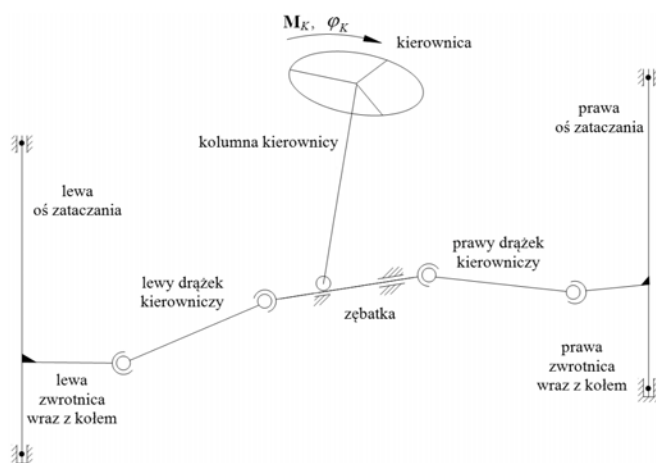 M_K, φ_K
kierownica
prawa
oś zataczania
kolumna kierownicy
lewa
oś zataczania
lewy drążek
kierowniczy
prawy drążek
kierowniczy
zębatka
lewa
zwrotnica
wraz z kołem
prawa
zwrotnica
wraz z kołem